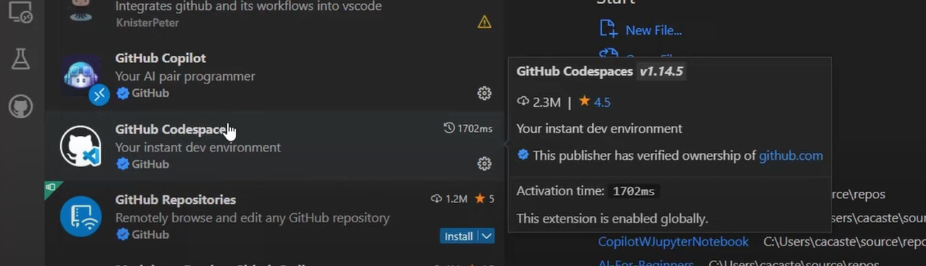 Integrates github and its workflows into vscode
KnisterPeter
GitHub Copilot
Your AI pair programmer
GitHub
GitHub Codespaces
1702ms
Your instant dev environment
GitHub
GitHub Repositories
1.2M
5
Remotely browse and edit any GitHub repository
GitHub
Install
Start
New File...
GitHub Codespaces v1.14.5
2.3M | 4.5
Your instant dev environment
This publisher has verified ownership of github.com
Activation time: 1702ms
This extension is enabled globally.
rce\repos
sers\cacaste\sour
CopilotWJupyterNotebook C:\Users\cacaste\source\repo
AI-For-Beginners C:\Users\cacaste\source\repos